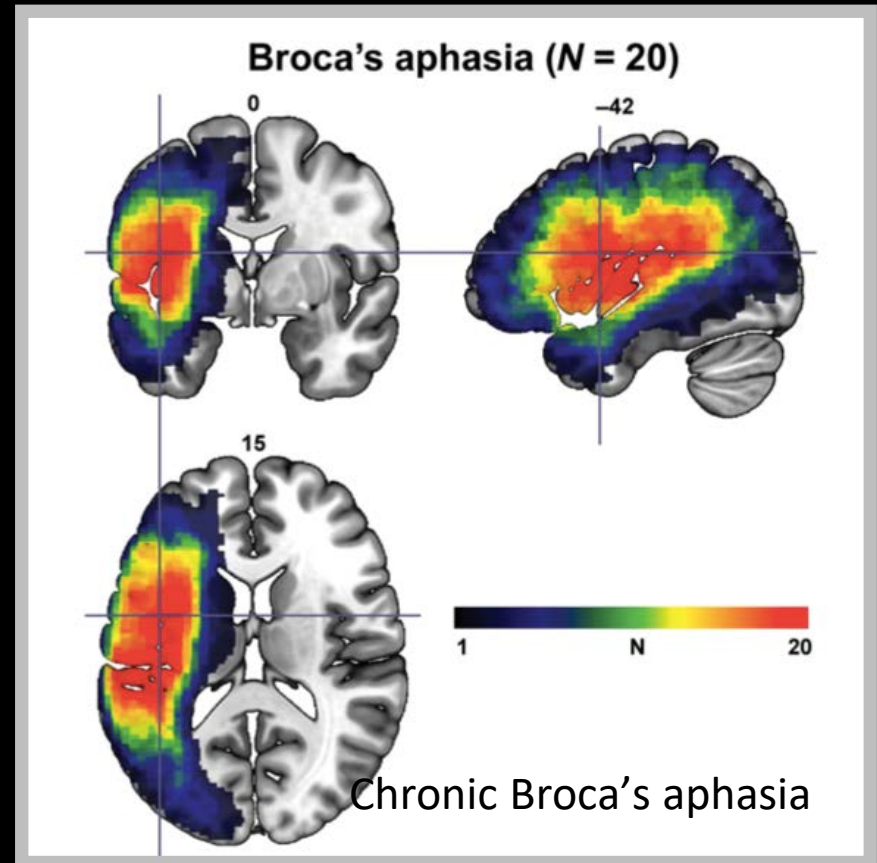 Broca's aphasia (N = 20)
0
–42
15
1 N 20
Chronic Broca's aphasia